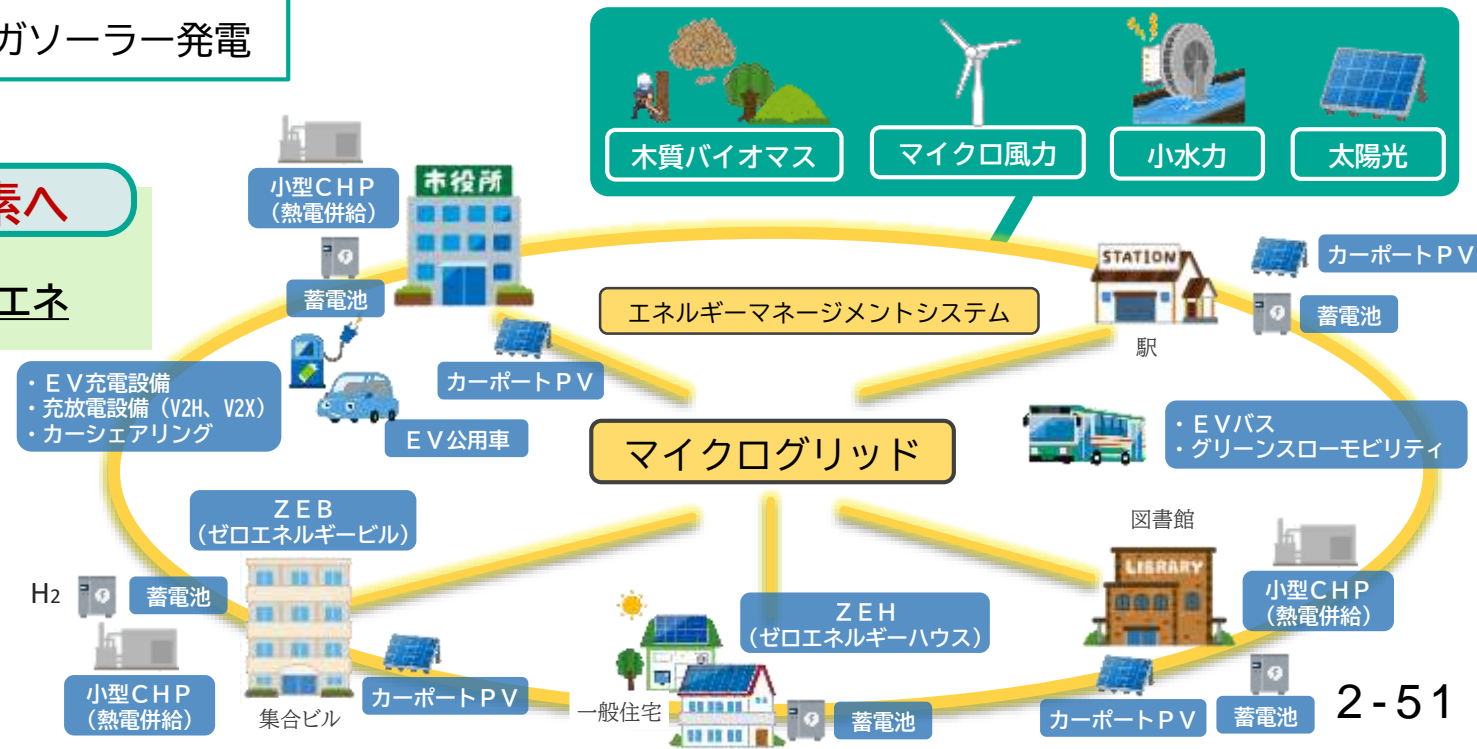 ガソーラー発電
素へ
エネ
木質バイオマス
マイクロ風力
小水力
太陽光
小型ＣＨＰ
（熱電併給）
市役所
蓄電池
カーポートＰＶ
エネルギーマネージメントシステム
STATION
駅
カーポートＰＶ
蓄電池
・ＥＶ充電設備
・充放電設備（V2H、V2X）
・カーシェアリング
ＥＶ公用車
マイクログリッド
・ＥＶバス
・グリーンスローモビリティ
ＺＥＢ
（ゼロエネルギービル）
H2
蓄電池
小型ＣＨＰ
（熱電併給）
集合ビル
カーポートＰＶ
一般住宅
ＺＥＨ
（ゼロエネルギーハウス）
蓄電池
図書館
LIBRARY
小型ＣＨＰ
（熱電併給）
カーポートＰＶ
蓄電池
2-51